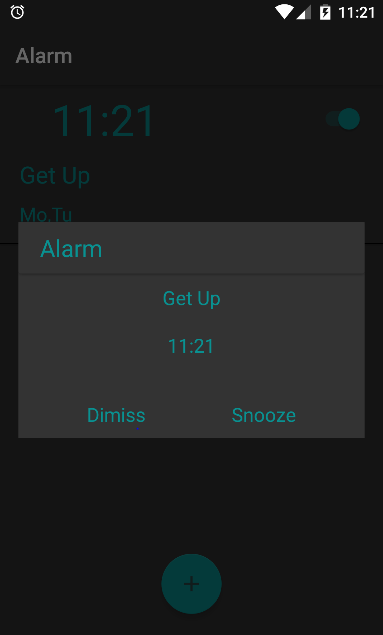 11:21
Alarm
11:21
Get Up
Mo,Tu
Alarm
Get Up
11:21
Dimiss Snooze
+